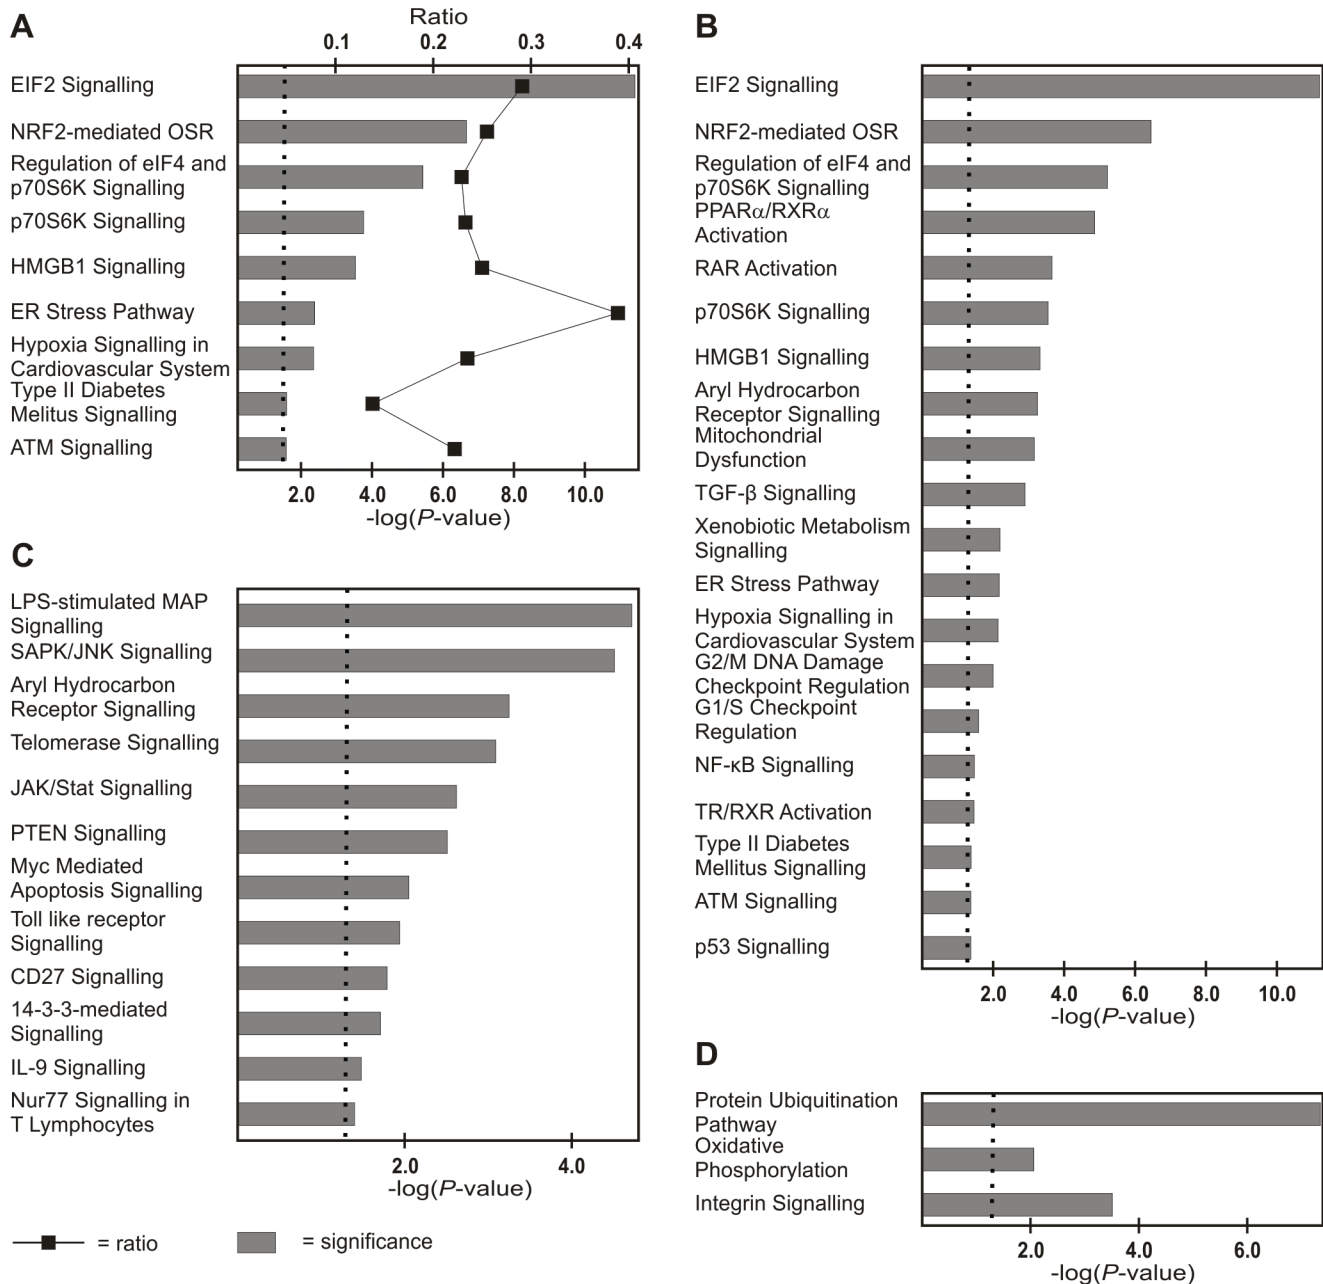 A
Ratio
0.1 0.2 0.3 0.4
EIF2 Signalling
NRF2-mediated OSR
Regulation of eIF4 and
p70S6K Signalling
p70S6K Signalling
HMGB1 Signalling
ER Stress Pathway
Hypoxia Signalling in
Cardiovascular System
Type II Diabetes
Melitus Signalling
ATM Signalling
2.0 4.0 6.0 8.0 10.0
-log(P-value)
B
EIF2 Signalling
NRF2-mediated OSR
Regulation of eIF4 and
p70S6K Signalling
PPARα/RXRα
Activation
RAR Activation
p70S6K Signalling
HMGB1 Signalling
Aryl Hydrocarbon
Receptor Signalling
Mitochondrial
Dysfunction
TGF-β Signalling
Xenobiotic Metabolism
Signalling
ER Stress Pathway
Hypoxia Signalling in
Cardiovascular System
G2/M DNA Damage
Checkpoint Regulation
G1/S Checkpoint
Regulation
NF-κB Signalling
TR/RXR Activation
Type II Diabetes
Mellitus Signalling
ATM Signalling
p53 Signalling
2.0 4.0 6.0 8.0 10.0
-log(P-value)
C
LPS-stimulated MAP
Signalling
SAPK/JNK Signalling
Aryl Hydrocarbon
Receptor Signalling
Telomerase Signalling
JAK/Stat Signalling
PTEN Signalling
Myc Mediated
Apoptosis Signalling
Toll like receptor
Signalling
CD27 Signalling
14-3-3-mediated
Signalling
IL-9 Signalling
Nur77 Signalling in
T Lymphocytes
2.0 4.0
-log(P-value)
D
Protein Ubiquitination
Pathway
Oxidative
Phosphorylation
Integrin Signalling
2.0 4.0 6.0
-log(P-value)
= ratio
= significance